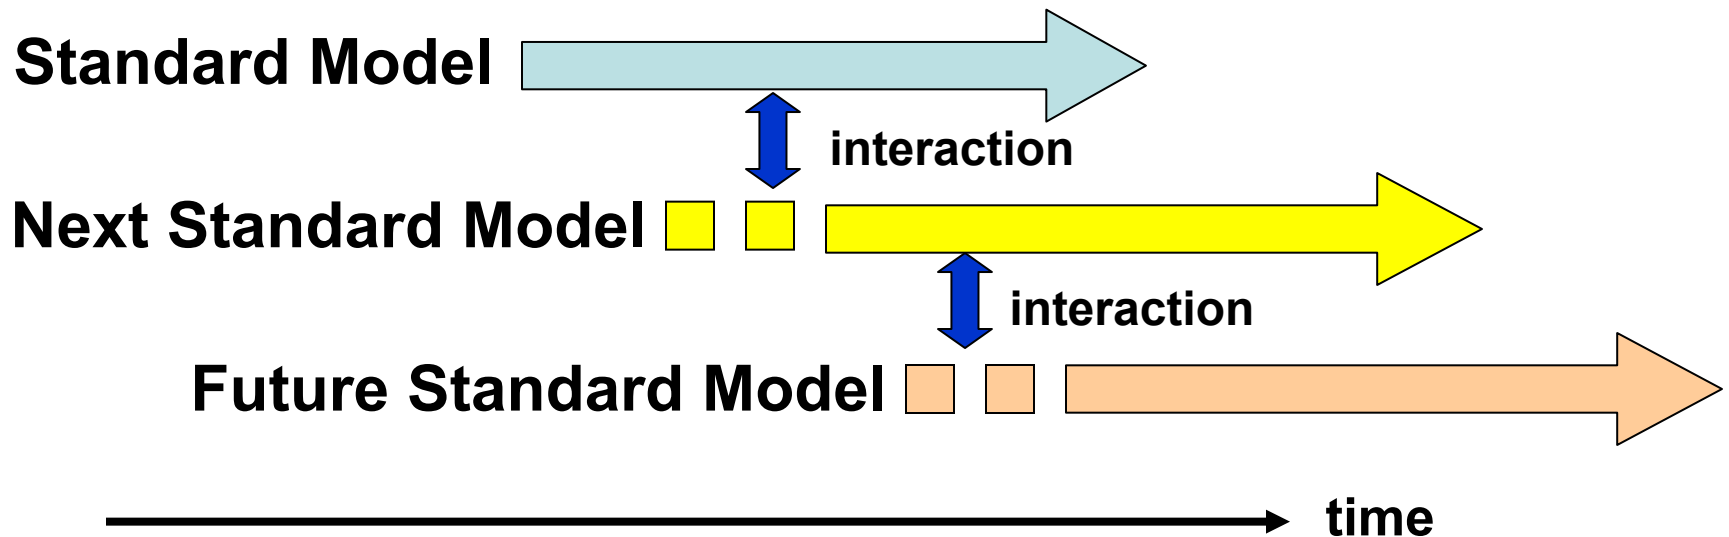 Standard Model
interaction
Next Standard Model
interaction
Future Standard Model
time